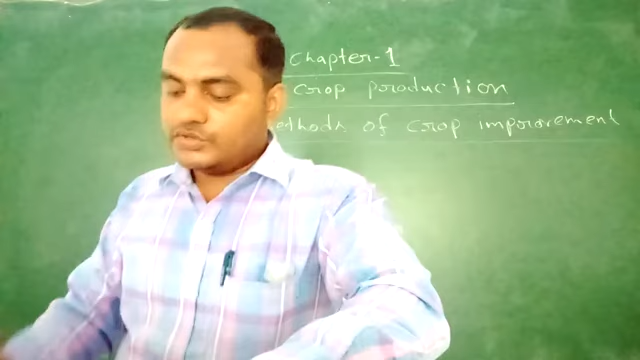 Chapter-1
crop production
ethods of crop improvement